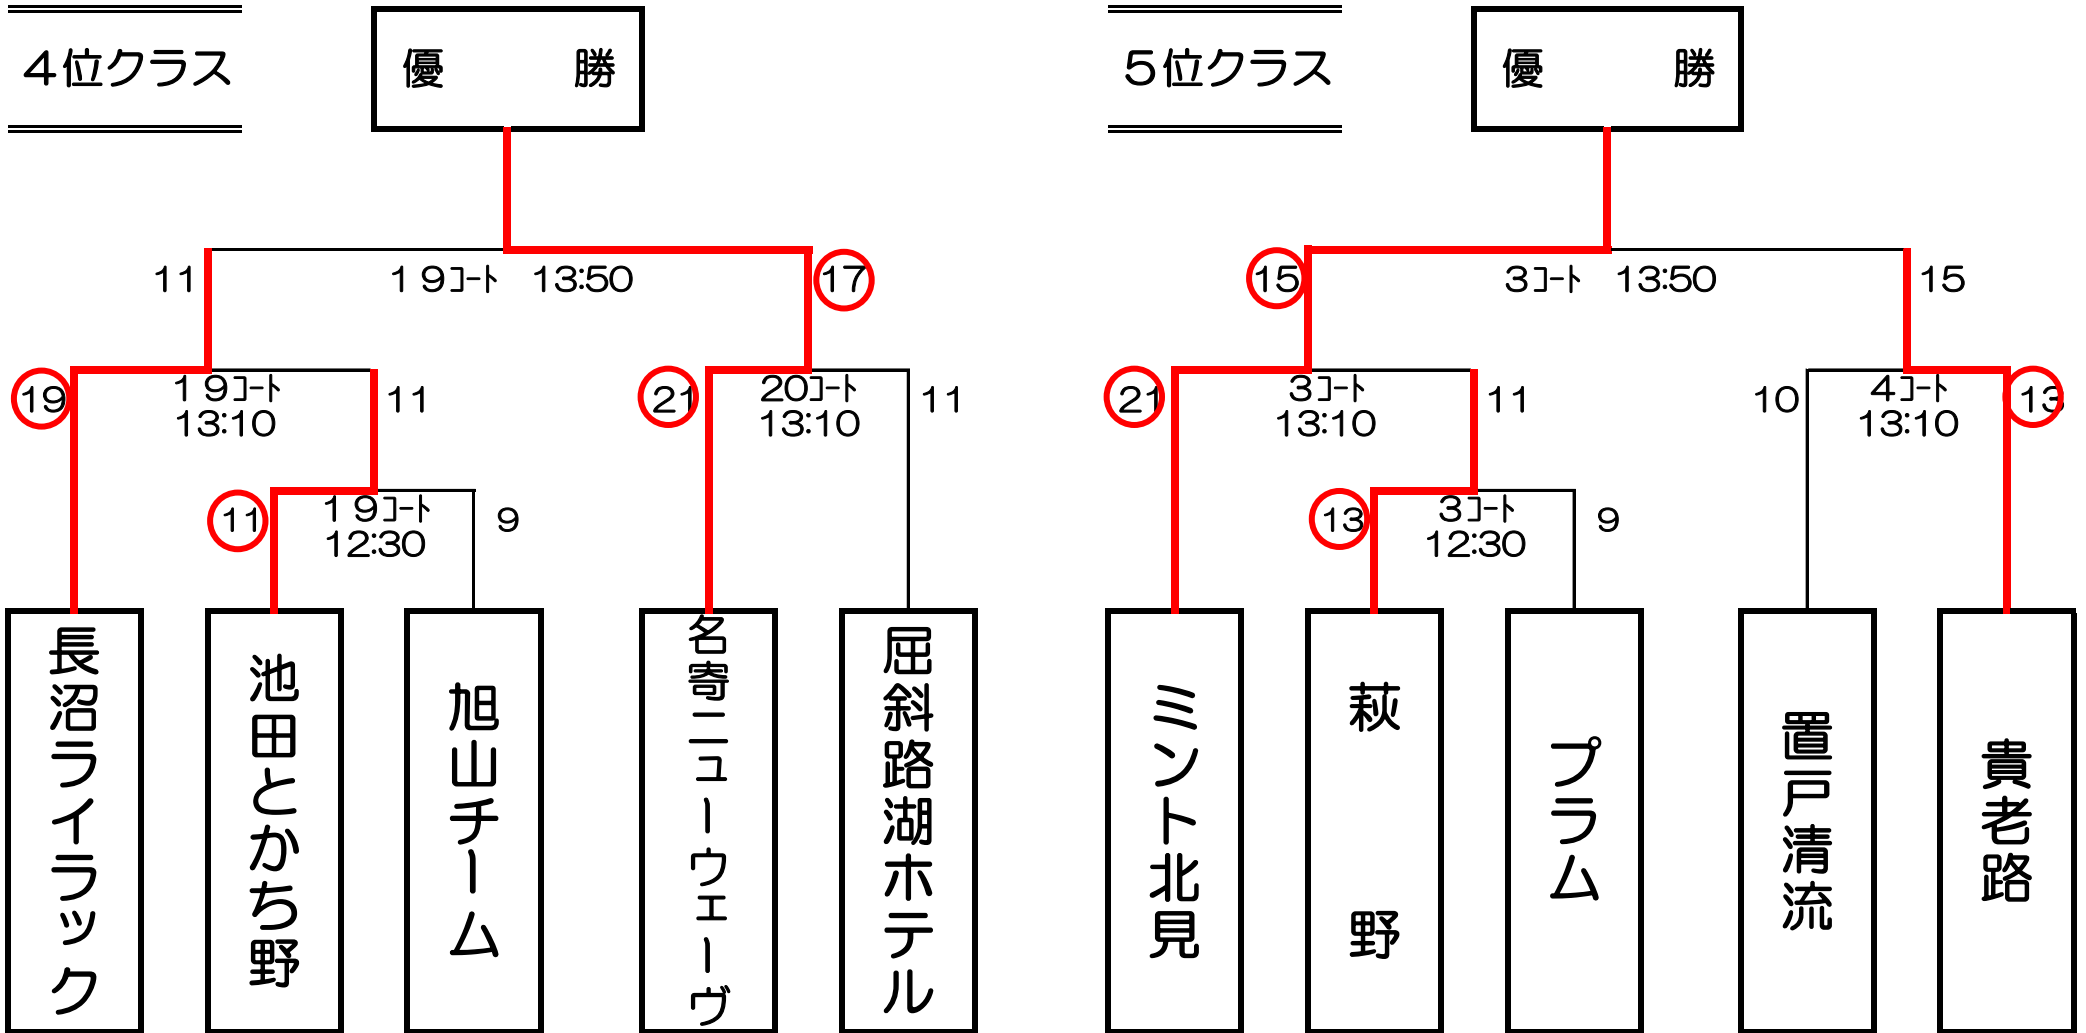 ４位クラス
優　勝
11
１９ｺｰﾄ　13:50
17
19
１９ｺｰﾄ
13:10
11
21
20ｺｰﾄ
13:10
11
11
１９ｺｰﾄ
12:30
9
長沼ライラック
池田とかち野
旭山チーム
名寄ニューウェーヴ
屈斜路湖ホテル
５位クラス
優　勝
15
3ｺｰﾄ　13:50
15
21
3ｺｰﾄ
13:10
11
10
4ｺｰﾄ
13:10
13
13
3ｺｰﾄ
12:30
9
ミント北見
萩　野
プラム
置戸清流
貴老路